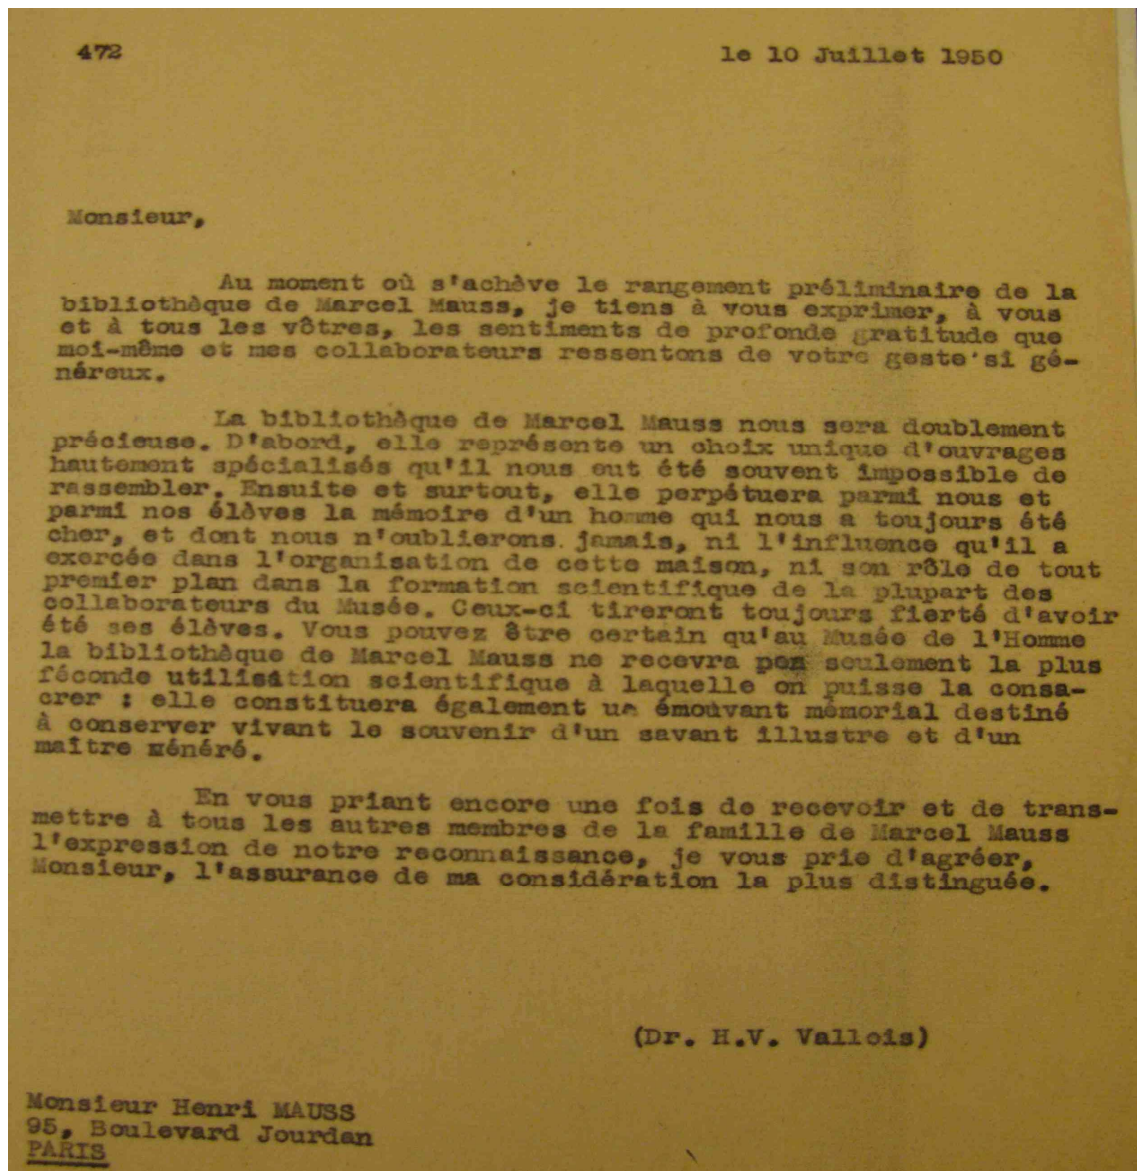 472
le 10 Juillet 1950
Monsieur,
Au moment où s'achève le rangement préliminaire de la
bibliothèque de Marcel Mauss, je tiens à vous exprimer, à vous
et à tous les vôtres, les sentiments de profonde gratitude que
moi-même et mes collaborateurs ressentons de votre geste si gé-
néreux.
La bibliothèque de Marcel Mauss nous sera doublement
précieuse. D'abord, elle représente un choix unique d'ouvrages
hautement spécialisés qu'il nous eut été souvent impossible de
rassembler. Ensuite et surtout, elle perpétuera parmi nous et
parmi nos élèves la mémoire d'un homme qui nous a toujours été
cher, et dont nous n'oublierons jamais, ni l'influence qu'il a
exercée dans l'organisation de cette maison, ni son rôle de tout
premier plan dans la formation scientifique de la plupart des
collaborateurs du Musée. Ceux-ci tireront toujours fierté d'avoir
été ses élèves. Vous pouvez être certain qu'au Musée de l'Homme
la bibliothèque de Marcel Mauss ne recevra seulement la plus
féconde utilisation scientifique à laquelle on puisse la consa-
crer : elle constituera également un émouvant mémorial destiné
à conserver vivant le souvenir d'un savant illustre et d'un
maître vénéré.
En vous priant encore une fois de recevoir et de trans-
mettre à tous les autres membres de la famille de Marcel Mauss
l'expression de notre reconnaissance, je vous prie d'agréer,
Monsieur, l'assurance de ma considération la plus distinguée.
(Dr. H.V. Vallois)
Monsieur Henri MAUSS
95, Boulevard Jourdan
PARIS